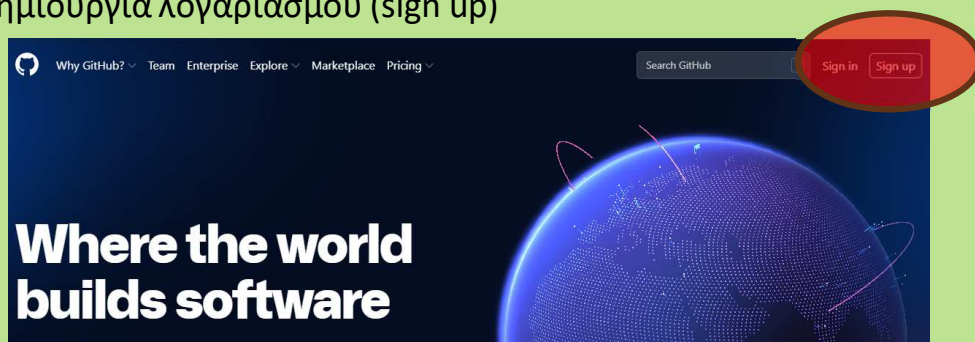 ημιουργία λογαριασμού (sign up)
Why GitHub? Team Enterprise Explore Marketplace Pricing Search GitHub Sign in Sign up
Where the world
builds software